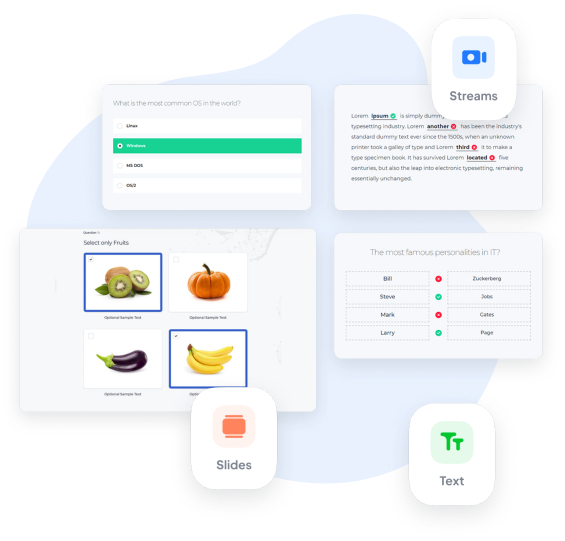 Streams
What is the most common OS in the world?
Linux
Windows
MS DOS
OS/2
Lorem ipsum is simply dummy
typesetting industry. Lorem another has been the industry's
standard dummy text ever since the 1500s, when an unknown
printer took a galley of type and Lorem third it to make a
type specimen book. It has survived Lorem located five
centuries, but also the leap into electronic typesetting, remaining
essentially unchanged.
Question 1:
Select only Fruits
Optional Sample Text
Optional Sample Text
Optional Sample Text
The most famous personalities in IT?
Bill Zuckerberg
Steve Jobs
Mark Gates
Larry Page
Slides
TT
Text